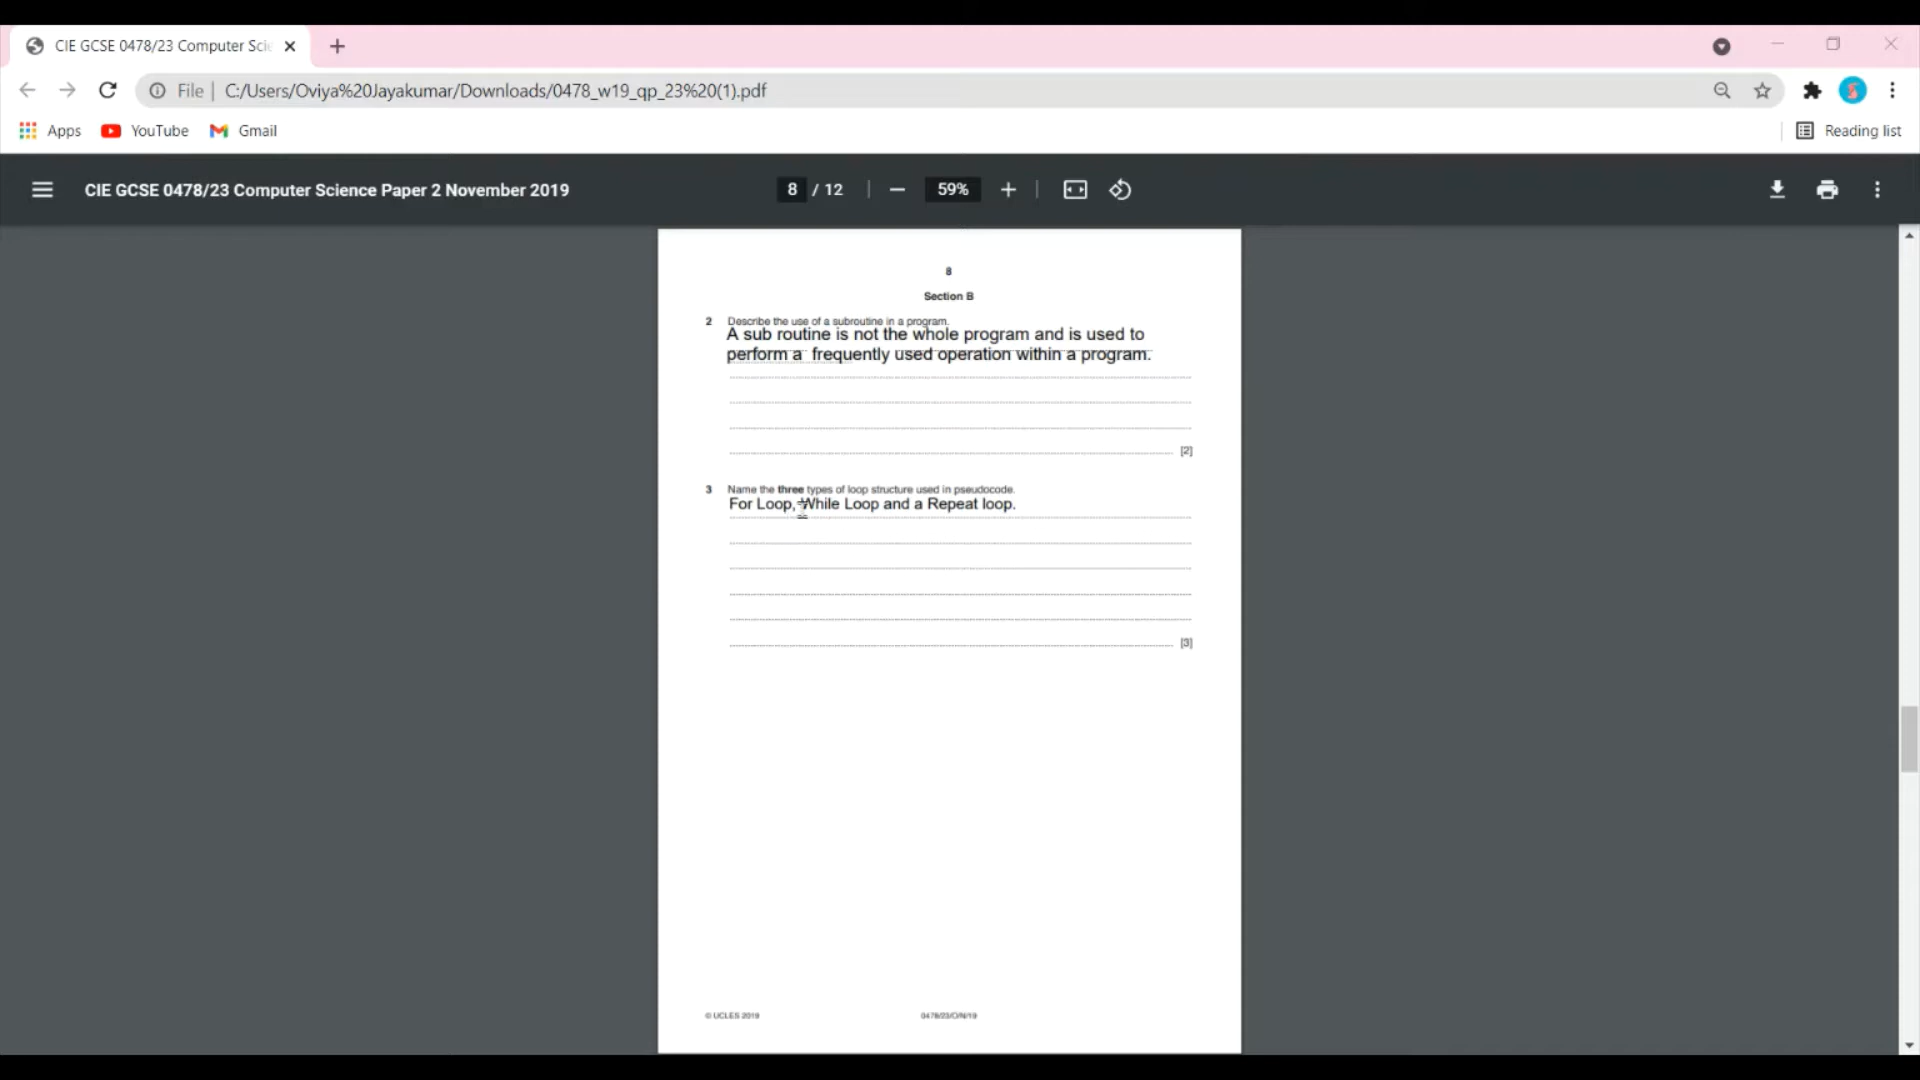 CIE GCSE 0478/23 Computer Scie
File | C:/Users/Oviya%20Jayakumar/Downloads/0478_w19_qp_23%20(1).pdf
Apps YouTube Gmail Reading list
CIE GCSE 0478/23 Computer Science Paper 2 November 2019 8 / 12 59%
8
Section B
2 Describe the use of a subroutine in a program.
A sub routine is not the whole program and is used to
perform a frequently used operation within a program.
[2]
3 Name the three types of loop structure used in pseudocode.
For Loop, While Loop and a Repeat loop.
[3]
© UCLES 2019 0478/23/O/N/19